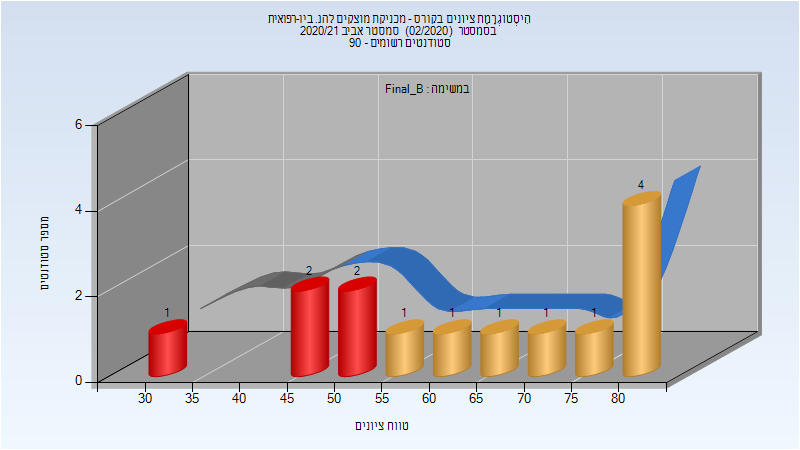 הִיסְטוֹגְרָמַת ציונים בקורס - מכניקת מוצקים להנ. ביו-רפואית
בסמסטר (02/2020) סמסטר אביב 2020/21
סטודנטים רשומים - 90
במשימה : Final_B
מספר סטודנטים
6
4
2
0
1
2
2
1
1
1
1
1
4
30 35 40 45 50 55 60 65 70 75 80
טווח ציונים